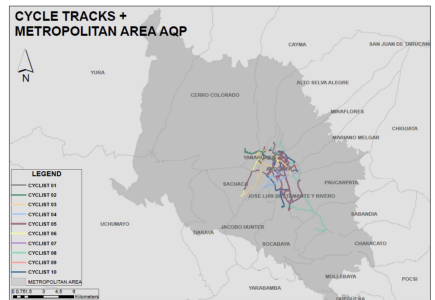 CYCLE TRACKS +
METROPOLITAN AREA AQP
CAYMA
SAN JUAN DE TARUCANI
N
YURA
ALTO SELVA ALEGRE
CERRO COLORADO
MIRAFLORES
CHIGUATA
MARIANO MELGAR
YANAHUARA
LEGEND
CYCLIST 01
CYCLIST 02
CYCLIST 03
CYCLIST 04
CYCLIST 05
CYCLIST 06
CYCLIST 07
CYCLIST 08
CYCLIST 09
CYCLIST 10
METROPOLITAN AREA
Kilometers
SACHACA
PAUCARPATA
JOSE LUIS BUSTAMANTE Y RIVERO
SABANDIA
UCHUMAYO
JACOBO HUNTER
TIABAYA
SOCABAYA
CHARACATO
MOLLEBAYA
POCSI
YARABAMBA